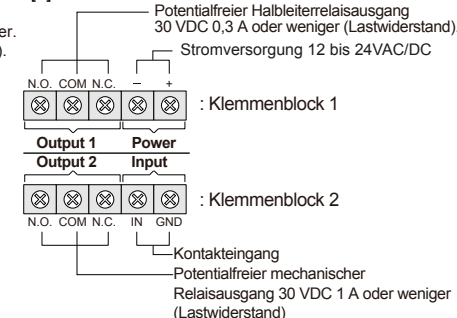 Potentialfreier Halbleiterrelaisausgang
30 VDC 0,3 A oder weniger (Lastwiderstand)
er.
).
Stromversorgung 12 bis 24VAC/DC
N.O. COM N.C. – +
: Klemmenblock 1
Output 1 Power
Output 2 Input
: Klemmenblock 2
N.O. COM N.C. IN GND
Kontakteingang
Potentialfreier mechanischer
Relaisausgang 30 VDC 1 A oder weniger
(Lastwiderstand)